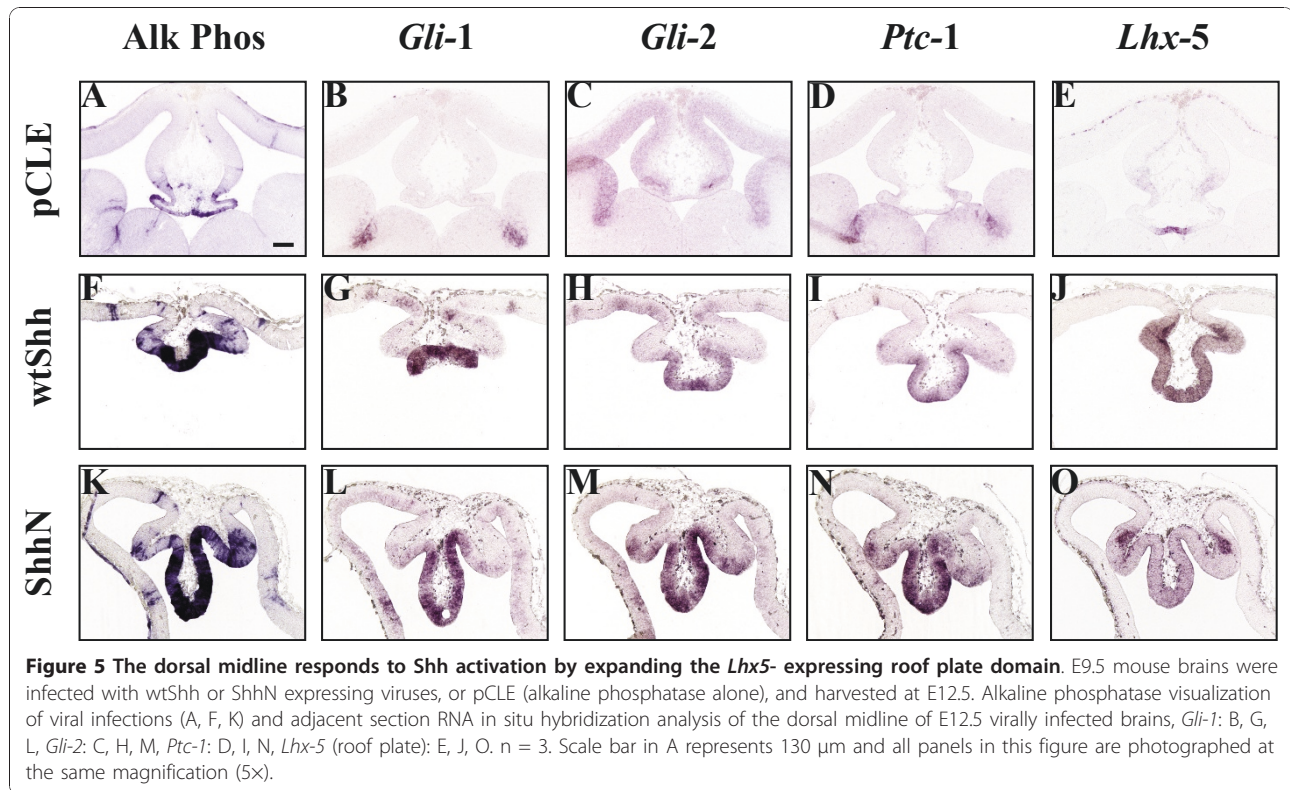 Alk Phos Gli-1 Gli-2 Ptc-1 Lhx-5
pCLE
A B C D E
wtShh
F G H I J
ShhN
K L M N O
Figure 5 The dorsal midline responds to Shh activation by expanding the Lhx5- expressing roof plate domain. E9.5 mouse brains were
infected with wtShh or ShhN expressing viruses, or pCLE (alkaline phosphatase alone), and harvested at E12.5. Alkaline phosphatase visualization
of viral infections (A, F, K) and adjacent section RNA in situ hybridization analysis of the dorsal midline of E12.5 virally infected brains, Gli-1: B, G,
L, Gli-2: C, H, M, Ptc-1: D, I, N, Lhx-5 (roof plate): E, J, O. n = 3. Scale bar in A represents 130 μm and all panels in this figure are photographed at
the same magnification (5×).